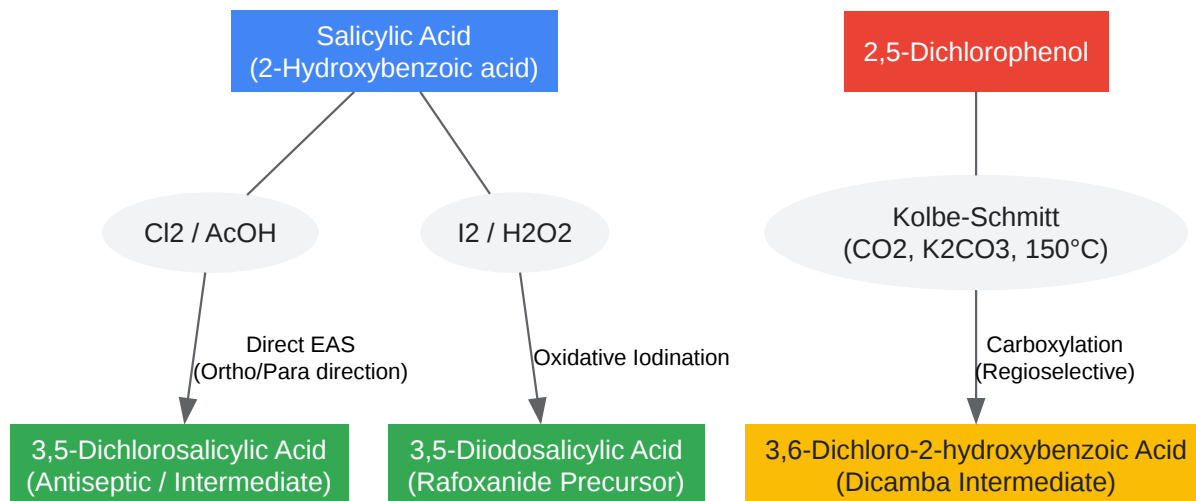 Salicylic Acid
(2-Hydroxybenzoic acid)
2,5-Dichlorophenol
Cl2 / AcOH
I2 / H2O2
Kolbe-Schmitt
(CO2, K2CO3, 150°C)
Direct EAS
(Ortho/Para direction)
Oxidative Iodination
Carboxylation
(Regioselective)
3,5-Dichlorosalicylic Acid
(Antiseptic / Intermediate)
3,5-Diiodosalicylic Acid
(Rafoxanide Precursor)
3,6-Dichloro-2-hydroxybenzoic Acid
(Dicamba Intermediate)